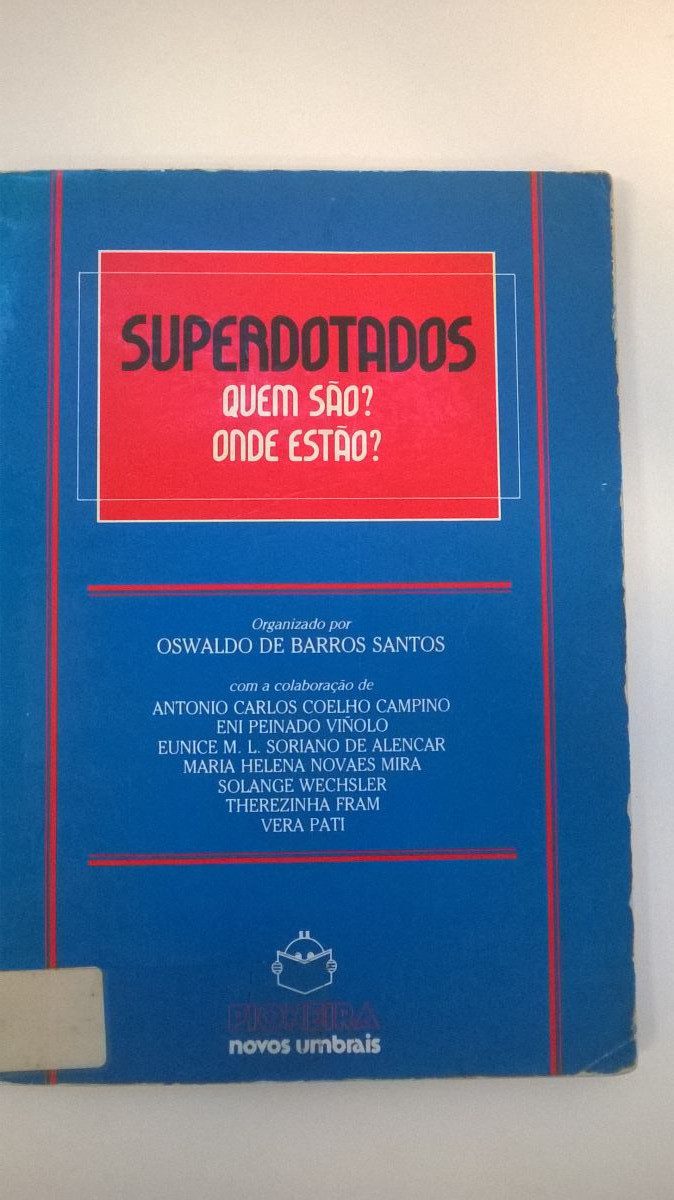 SUPERDOTADOS
QUEM SÃO?
ONDE ESTÃO?
Organizado por
OSWALDO DE BARROS SANTOS
com a colaboração de
ANTONIO CARLOS COELHO CAMPINO
ENI PEINADO VIÑOLO
EUNICE M. L. SORIANO DE ALENCAR
MARIA HELENA NOVAES MIRA
SOLANGE WECHSLER
THEREZINHA FRAM
VERA PATI
PIONEIRA
novos umbrais